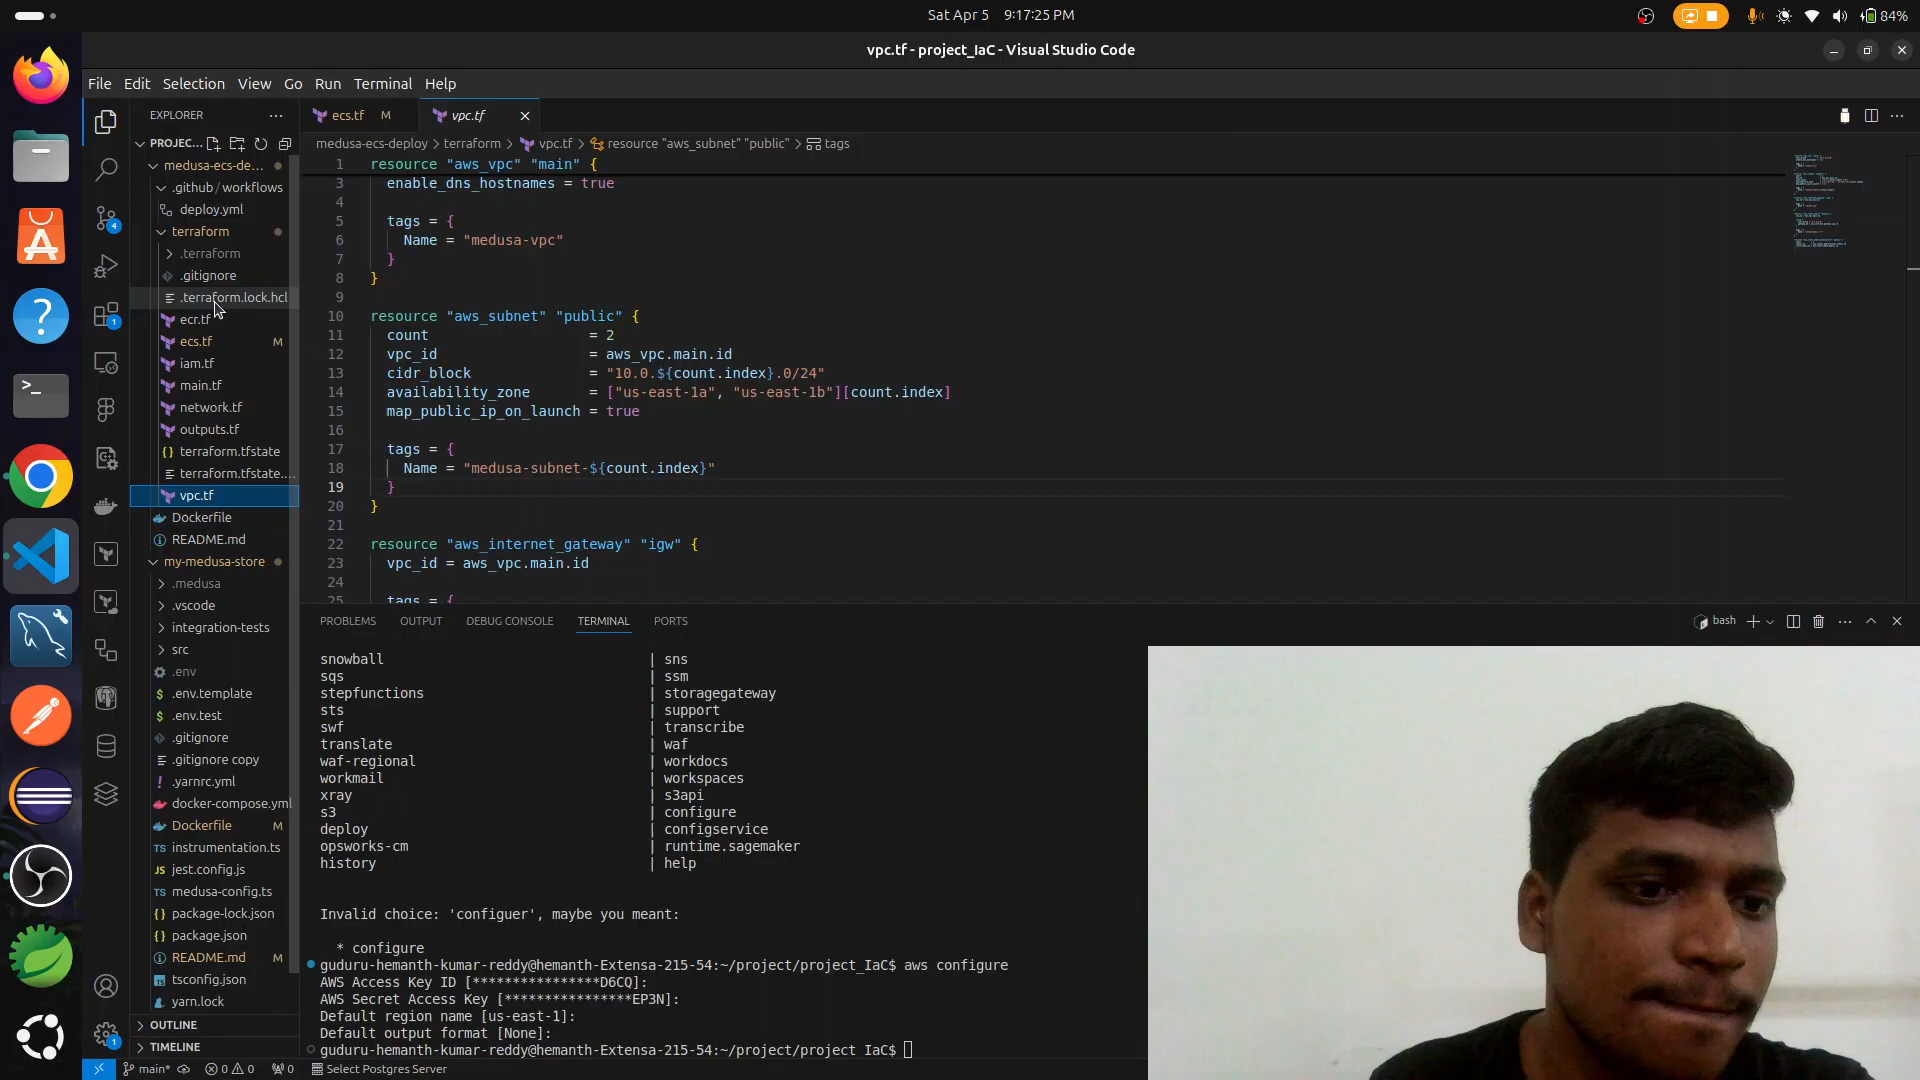 Sat Apr 5 9:17:25 PM
84%
vpc.tf - project_IaC - Visual Studio Code
File Edit Selection View Go Run Terminal Help
EXPLORER
PROJEC...
medusa-ecs-de...
.github/workflows
deploy.yml
terraform
.terraform
.gitignore
.terraform.lock.hcl
ecr.tf
ecs.tf M
iam.tf
main.tf
network.tf
outputs.tf
terraform.tfstate
terraform.tfstate....
vpc.tf
Dockerfile
README.md
my-medusa-store
.medusa
.vscode
integration-tests
src
.env
.env.template
.env.test
.gitignore
.gitignore copy
.yarnrc.yml
docker-compose.yml
Dockerfile M
instrumentation.ts
jest.config.js
medusa-config.ts
package-lock.json
package.json
README.md M
tsconfig.json
yarn.lock
OUTLINE
TIMELINE
4
1
1
ecs.tf M vpc.tf
medusa-ecs-deploy > terraform > vpc.tf > resource "aws_subnet" "public" > tags
1 resource "aws_vpc" "main" {
3 enable_dns_hostnames = true
4
5 tags = {
6 Name = "medusa-vpc"
7 }
8 }
9
10 resource "aws_subnet" "public" {
11 count = 2
12 vpc_id = aws_vpc.main.id
13 cidr_block = "10.0.${count.index}.0/24"
14 availability_zone = ["us-east-1a", "us-east-1b"][count.index]
15 map_public_ip_on_launch = true
16
17 tags = {
18 Name = "medusa-subnet-${count.index}"
19 }
20 }
21
22 resource "aws_internet_gateway" "igw" {
23 vpc_id = aws_vpc.main.id
24
25 tags = {
PROBLEMS OUTPUT DEBUG CONSOLE TERMINAL PORTS
bash
snowball | sns
sqs | ssm
stepfunctions | storagegateway
sts | support
swf | transcribe
translate | waf
waf-regional | workdocs
workmail | workspaces
xray | s3api
s3 | configure
deploy | configservice
opsworks-cm | runtime.sagemaker
history | help
Invalid choice: 'configuer', maybe you meant:
* configure
guduru-hemanth-kumar-reddy@hemanth-Extensa-215-54:~/project/project_IaC$ aws configure
AWS Access Key ID [****************D6CQ]:
AWS Secret Access Key [****************EP3N]:
Default region name [us-east-1]:
Default output format [None]:
guduru-hemanth-kumar-reddy@hemanth-Extensa-215-54:~/project/project_IaC$
main* 0 0 0 Select Postgres Server